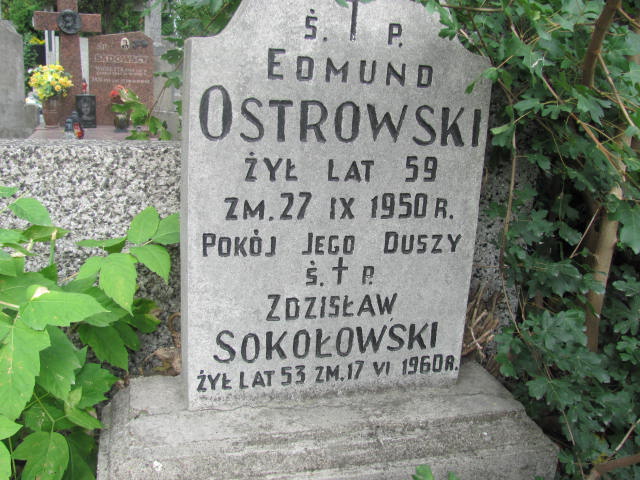 Ś. † P.
EDMUND
OSTROWSKI
ŻYŁ LAT 59
ZM. 27 IX 1950 R.
POKÓJ JEGO DUSZY
Ś. † P.
ZDZISŁAW
SOKOŁOWSKI
ŻYŁ LAT 53 ZM. 17 VI 1960 R.
SADOWSCY